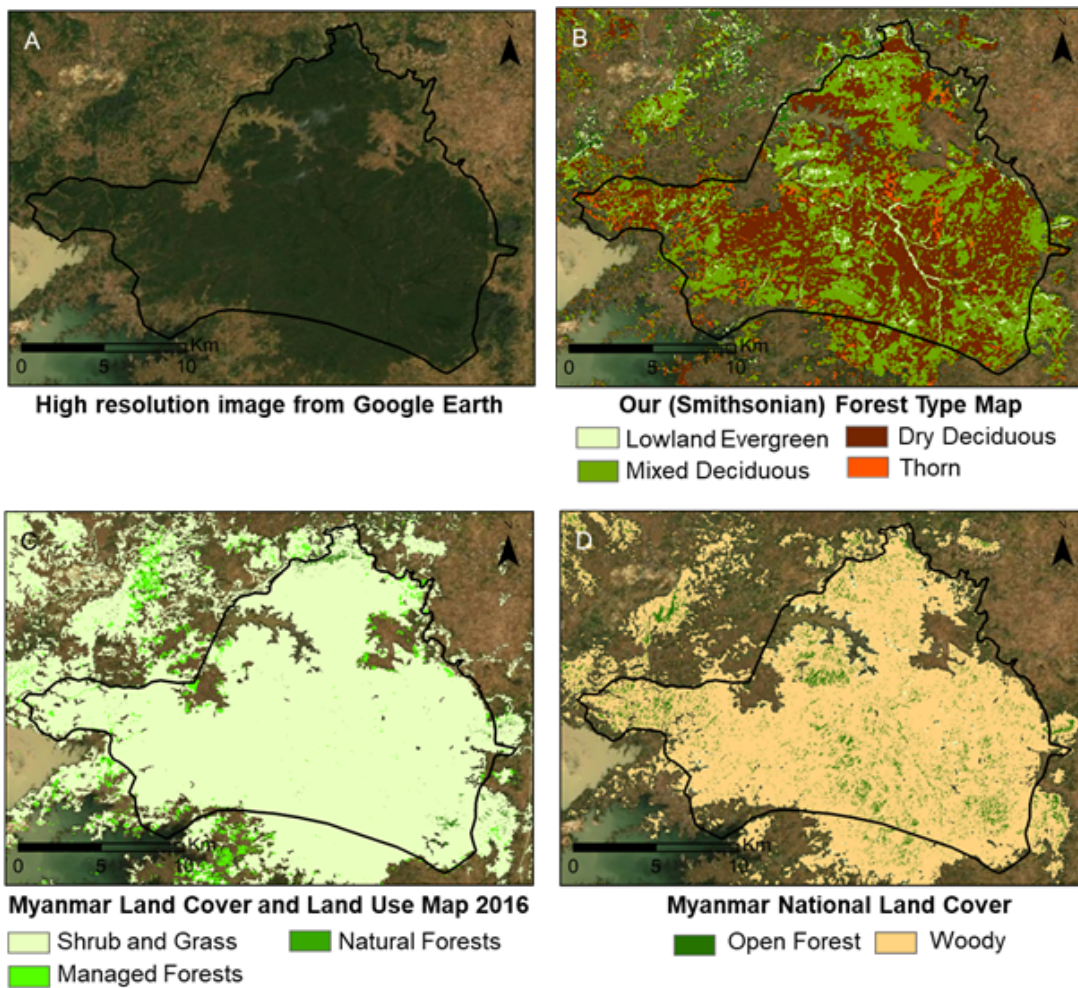 A
Km
0 5 10
High resolution image from Google Earth
B
Km
0 5 10
Our (Smithsonian) Forest Type Map
Lowland Evergreen
Dry Deciduous
Mixed Deciduous
Thorn
C
Km
0 5 10
Myanmar Land Cover and Land Use Map 2016
Shrub and Grass
Natural Forests
Managed Forests
D
Km
0 5 10
Myanmar National Land Cover
Open Forest
Woody